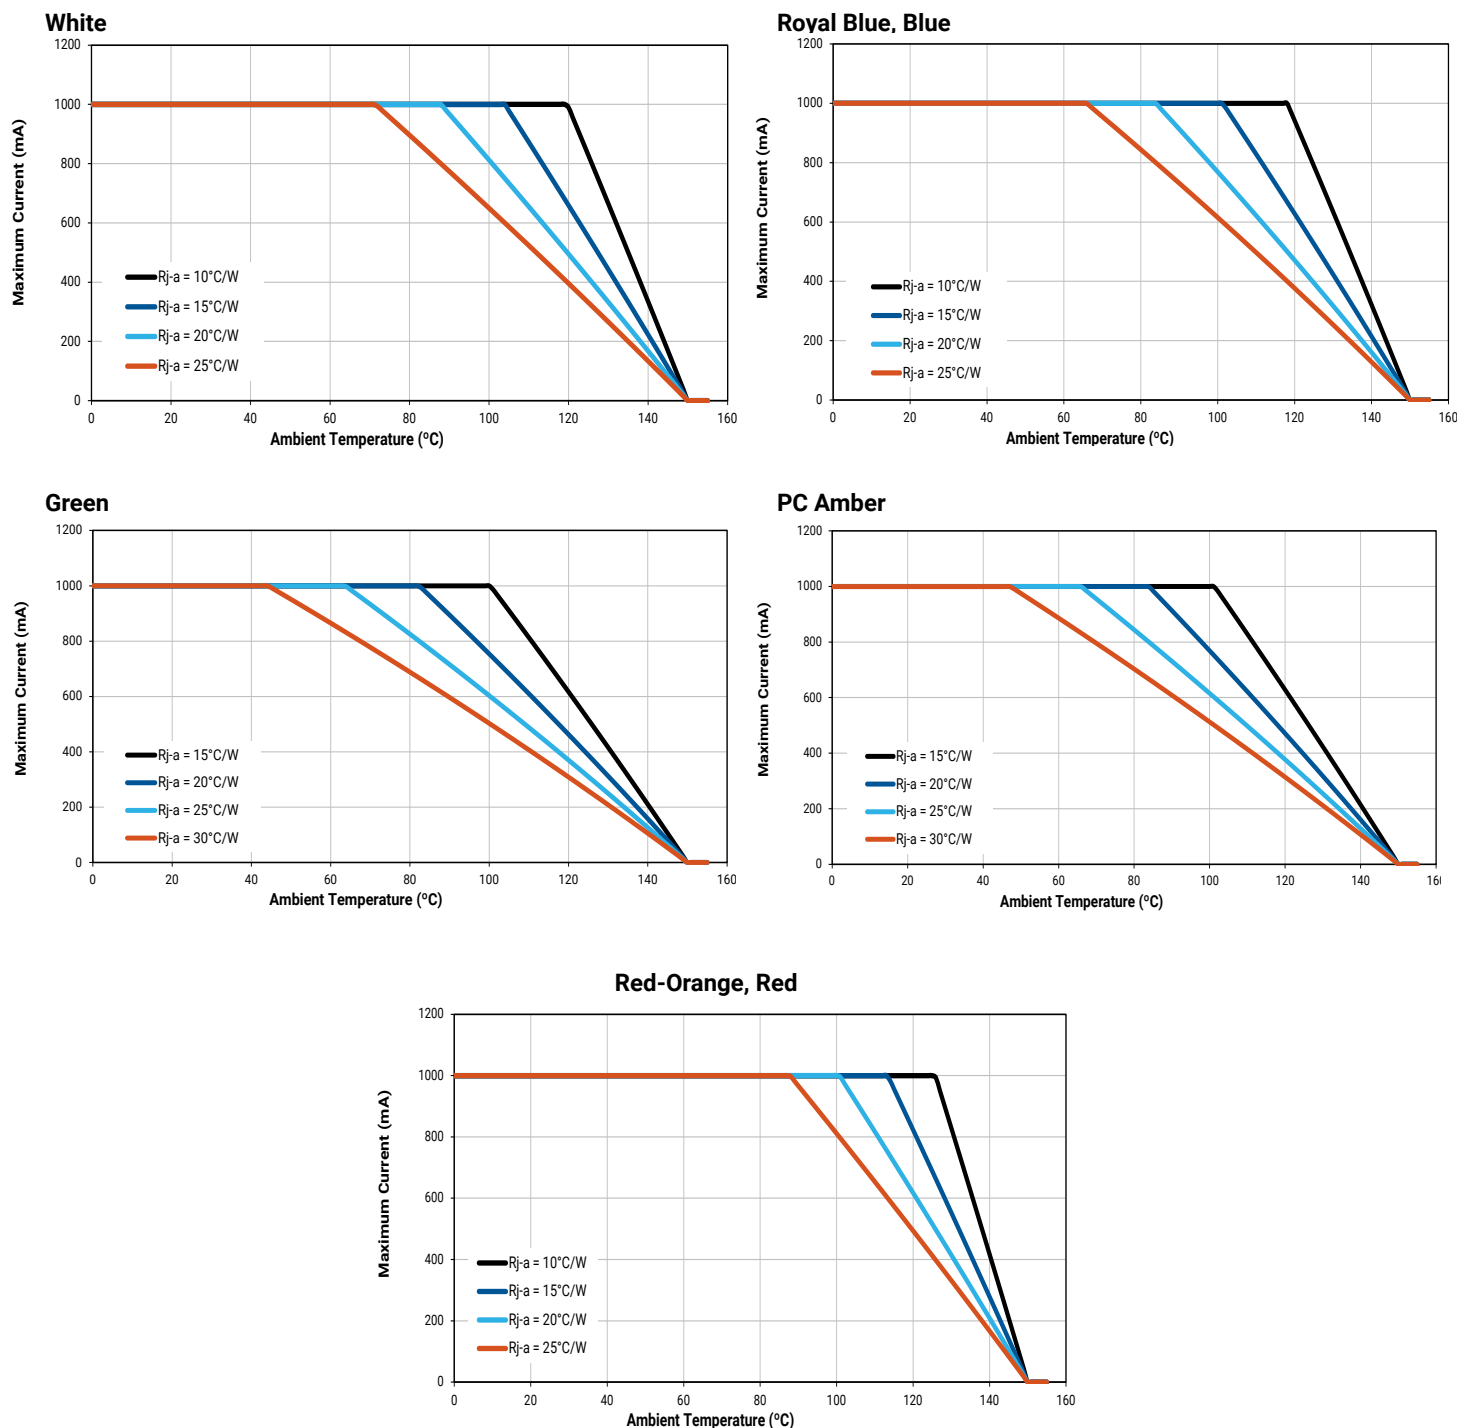 White
Maximum Current (mA)
1200
1000
800
600
400
200
0
Rj-a = 10°C/W
Rj-a = 15°C/W
Rj-a = 20°C/W
Rj-a = 25°C/W
0 20 40 60 80 100 120 140 160
Ambient Temperature (ºC)
Royal Blue, Blue
Maximum Current (mA)
1200
1000
800
600
400
200
0
Rj-a = 10°C/W
Rj-a = 15°C/W
Rj-a = 20°C/W
Rj-a = 25°C/W
0 20 40 60 80 100 120 140 160
Ambient Temperature (ºC)
Green
Maximum Current (mA)
1200
1000
800
600
400
200
0
Rj-a = 15°C/W
Rj-a = 20°C/W
Rj-a = 25°C/W
Rj-a = 30°C/W
0 20 40 60 80 100 120 140 160
Ambient Temperature (ºC)
PC Amber
Maximum Current (mA)
1200
1000
800
600
400
200
0
Rj-a = 15°C/W
Rj-a = 20°C/W
Rj-a = 25°C/W
Rj-a = 30°C/W
0 20 40 60 80 100 120 140 160
Ambient Temperature (ºC)
Red-Orange, Red
Maximum Current (mA)
1200
1000
800
600
400
200
0
Rj-a = 10°C/W
Rj-a = 15°C/W
Rj-a = 20°C/W
Rj-a = 25°C/W
0 20 40 60 80 100 120 140 160
Ambient Temperature (ºC)